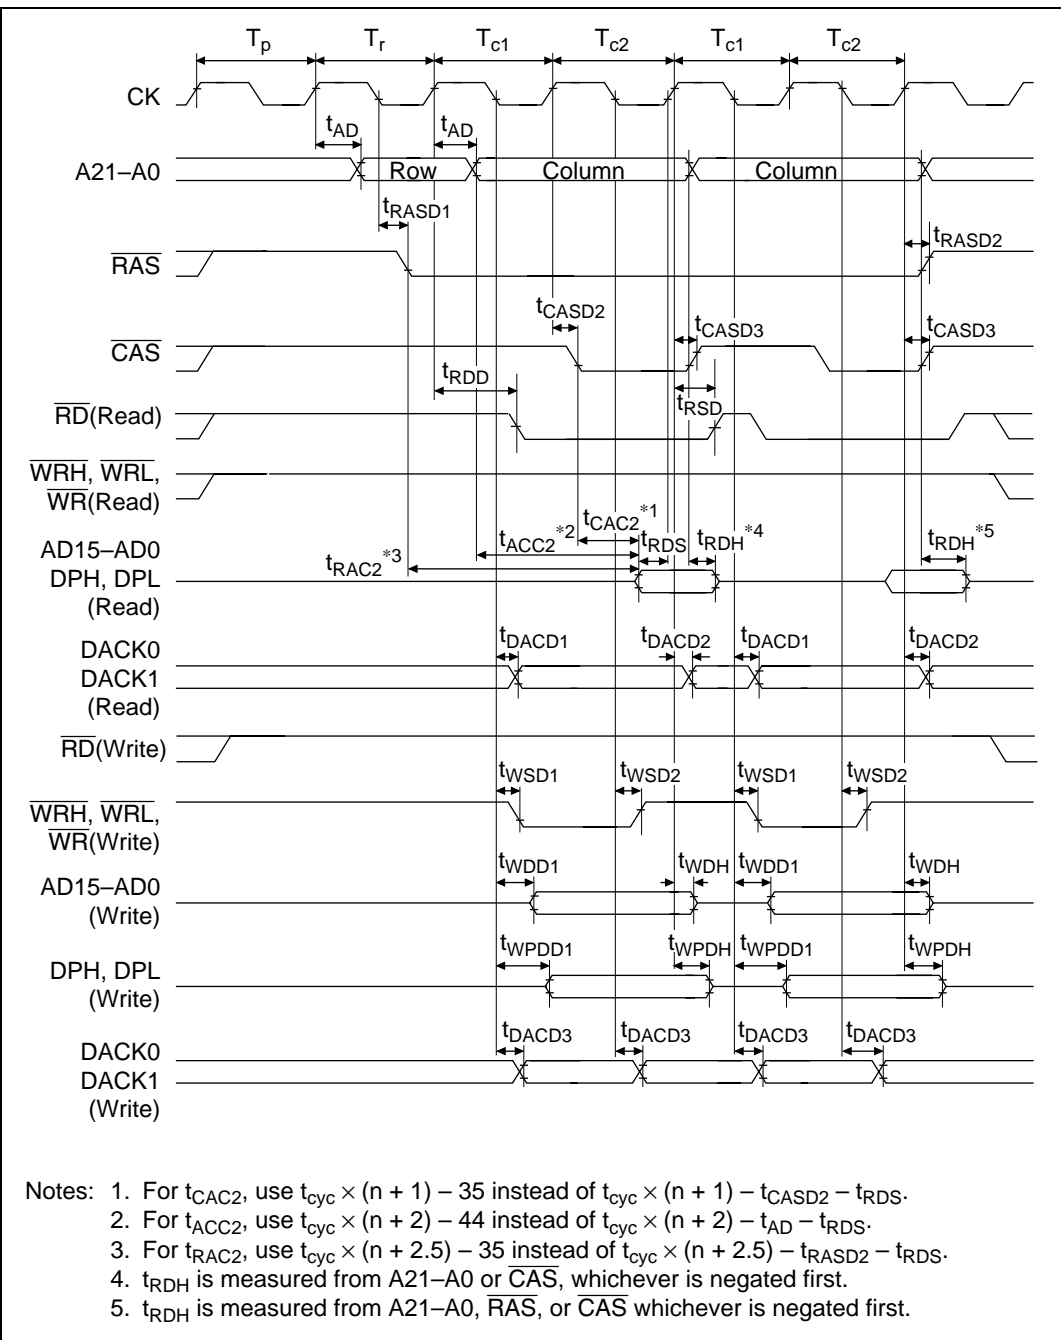 Tp Tr Tc1 Tc2 Tc1 Tc2
CK
tAD tAD
A21–A0 Row Column Column
tRASD1
tRASD2
RAS
tCASD2 tCASD3 tCASD3
CAS
tRDD tRSD
RD(Read)
WRH, WRL,
WR(Read)
tRAC2*3 tACC2*2 tCAC2*1 tRDS tRDH*4 tRDH*5
AD15–AD0
DPH, DPL
(Read)
tDACD1 tDACD2 tDACD1 tDACD2
DACK0
DACK1
(Read)
RD(Write)
tWSD1 tWSD2 tWSD1 tWSD2
WRH, WRL,
WR(Write)
tWDD1 tWDH tWDD1 tWDH
AD15–AD0
(Write)
tWPDD1 tWPDH tWPDD1 tWPDH
DPH, DPL
(Write)
tDACD3 tDACD3 tDACD3 tDACD3
DACK0
DACK1
(Write)
Notes: 1. For tCAC2, use tcyc × (n + 1) – 35 instead of tcyc × (n + 1) – tCASD2 – tRDS.
2. For tACC2, use tcyc × (n + 2) – 44 instead of tcyc × (n + 2) – tAD – tRDS.
3. For tRAC2, use tcyc × (n + 2.5) – 35 instead of tcyc × (n + 2.5) – tRASD2 – tRDS.
4. tRDH is measured from A21–A0 or CAS, whichever is negated first.
5. tRDH is measured from A21–A0, RAS, or CAS whichever is negated first.